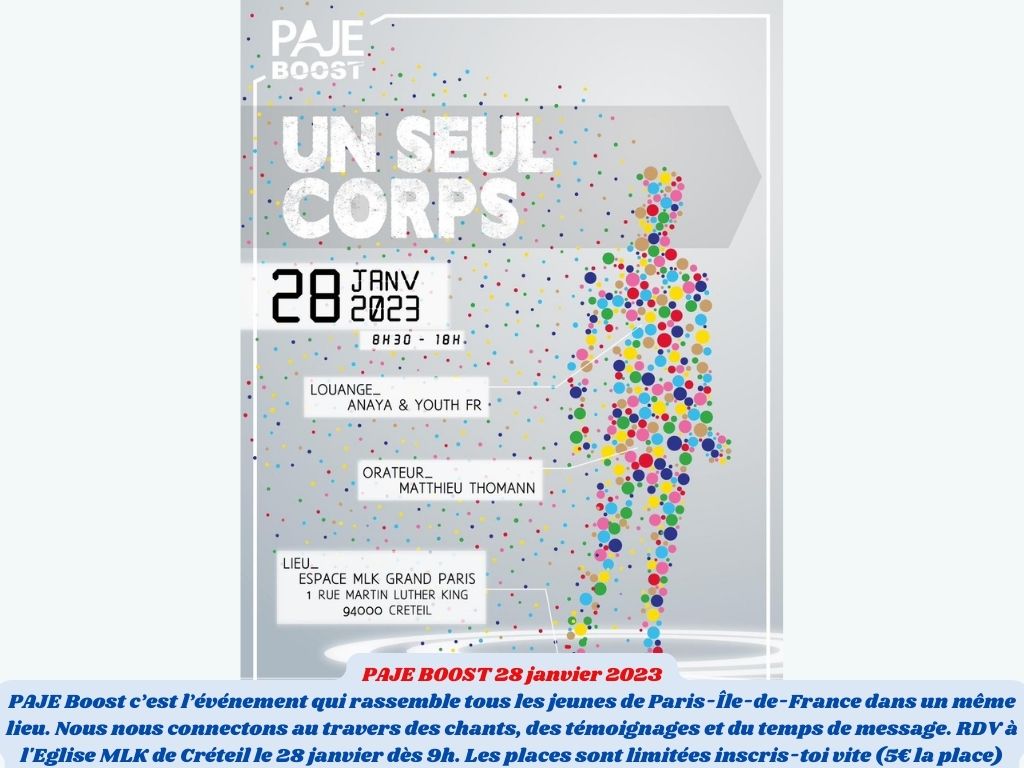 PAJE
BOOST
UN SEUL
CORPS
28 JANV
2023
8H30 - 18H
LOUANGE_
ANAYA & YOUTH FR
ORATEUR_
MATTHIEU THOMANN
LIEU_
ESPACE MLK GRAND PARIS
1 RUE MARTIN LUTHER KING
94000 CRETEIL
PAJE BOOST 28 janvier 2023
PAJE Boost c’est l’événement qui rassemble tous les jeunes de Paris-Île-de-France dans un même
lieu. Nous nous connectons au travers des chants, des témoignages et du temps de message. RDV à
l'Eglise MLK de Créteil le 28 janvier dès 9h. Les places sont limitées inscris-toi vite (5€ la place)